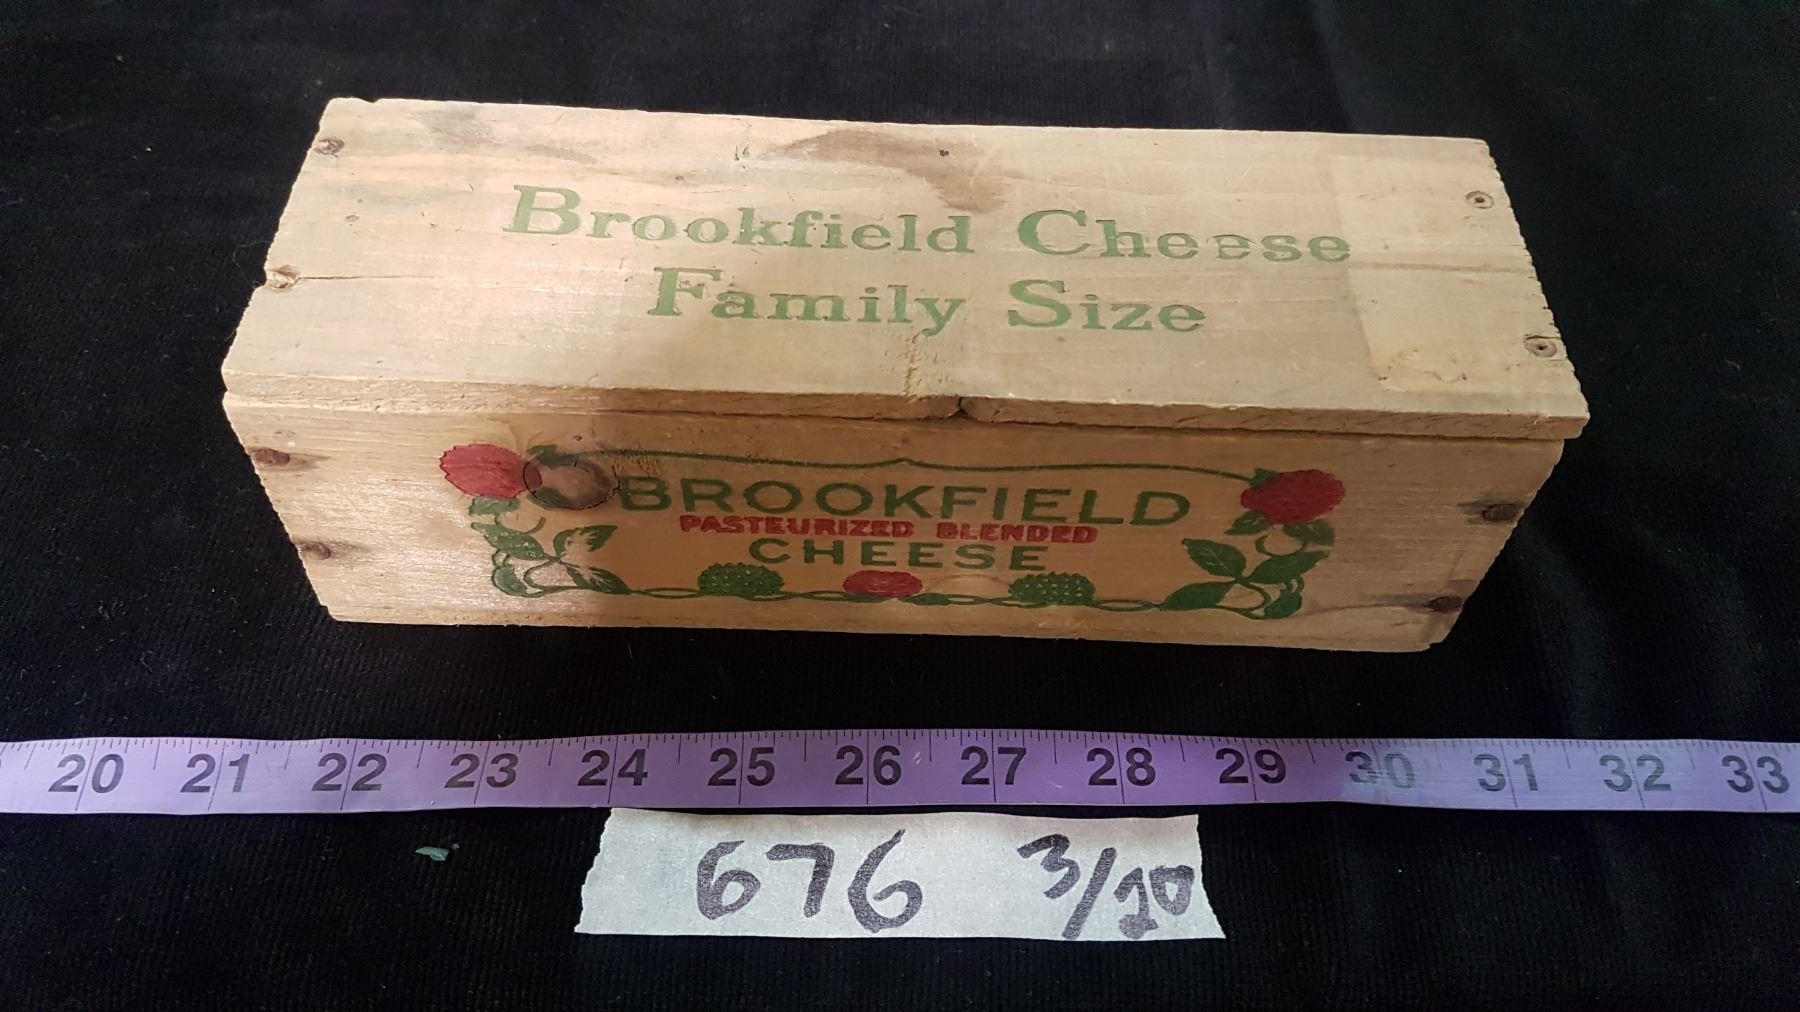 Brookfield Cheese
Family Size
BROOKFIELD
PASTEURIZED BLENDED
CHEESE
20 21 22 23 24 25 26 27 28 29 30 31 32 33
676 3/20